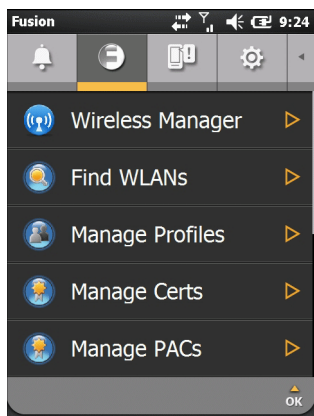 Fusion 9:24
Wireless Manager
Find WLANs
Manage Profiles
Manage Certs
Manage PACs
OK